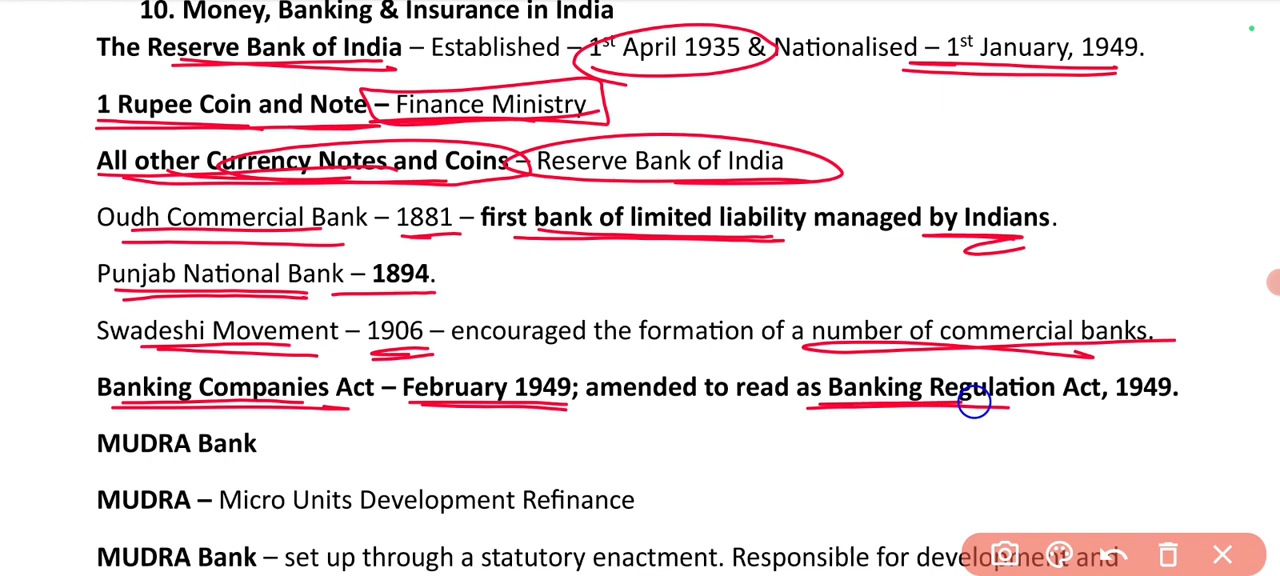 10. Money, Banking & Insurance in India
The Reserve Bank of India – Established – 1st April 1935 & Nationalised – 1st January, 1949.
1 Rupee Coin and Note – Finance Ministry
All other Currency Notes and Coins – Reserve Bank of India
Oudh Commercial Bank – 1881 – first bank of limited liability managed by Indians.
Punjab National Bank – 1894.
Swadeshi Movement – 1906 – encouraged the formation of a number of commercial banks.
Banking Companies Act – February 1949; amended to read as Banking Regulation Act, 1949.
MUDRA Bank
MUDRA – Micro Units Development Refinance
MUDRA Bank – set up through a statutory enactment. Responsible for development and